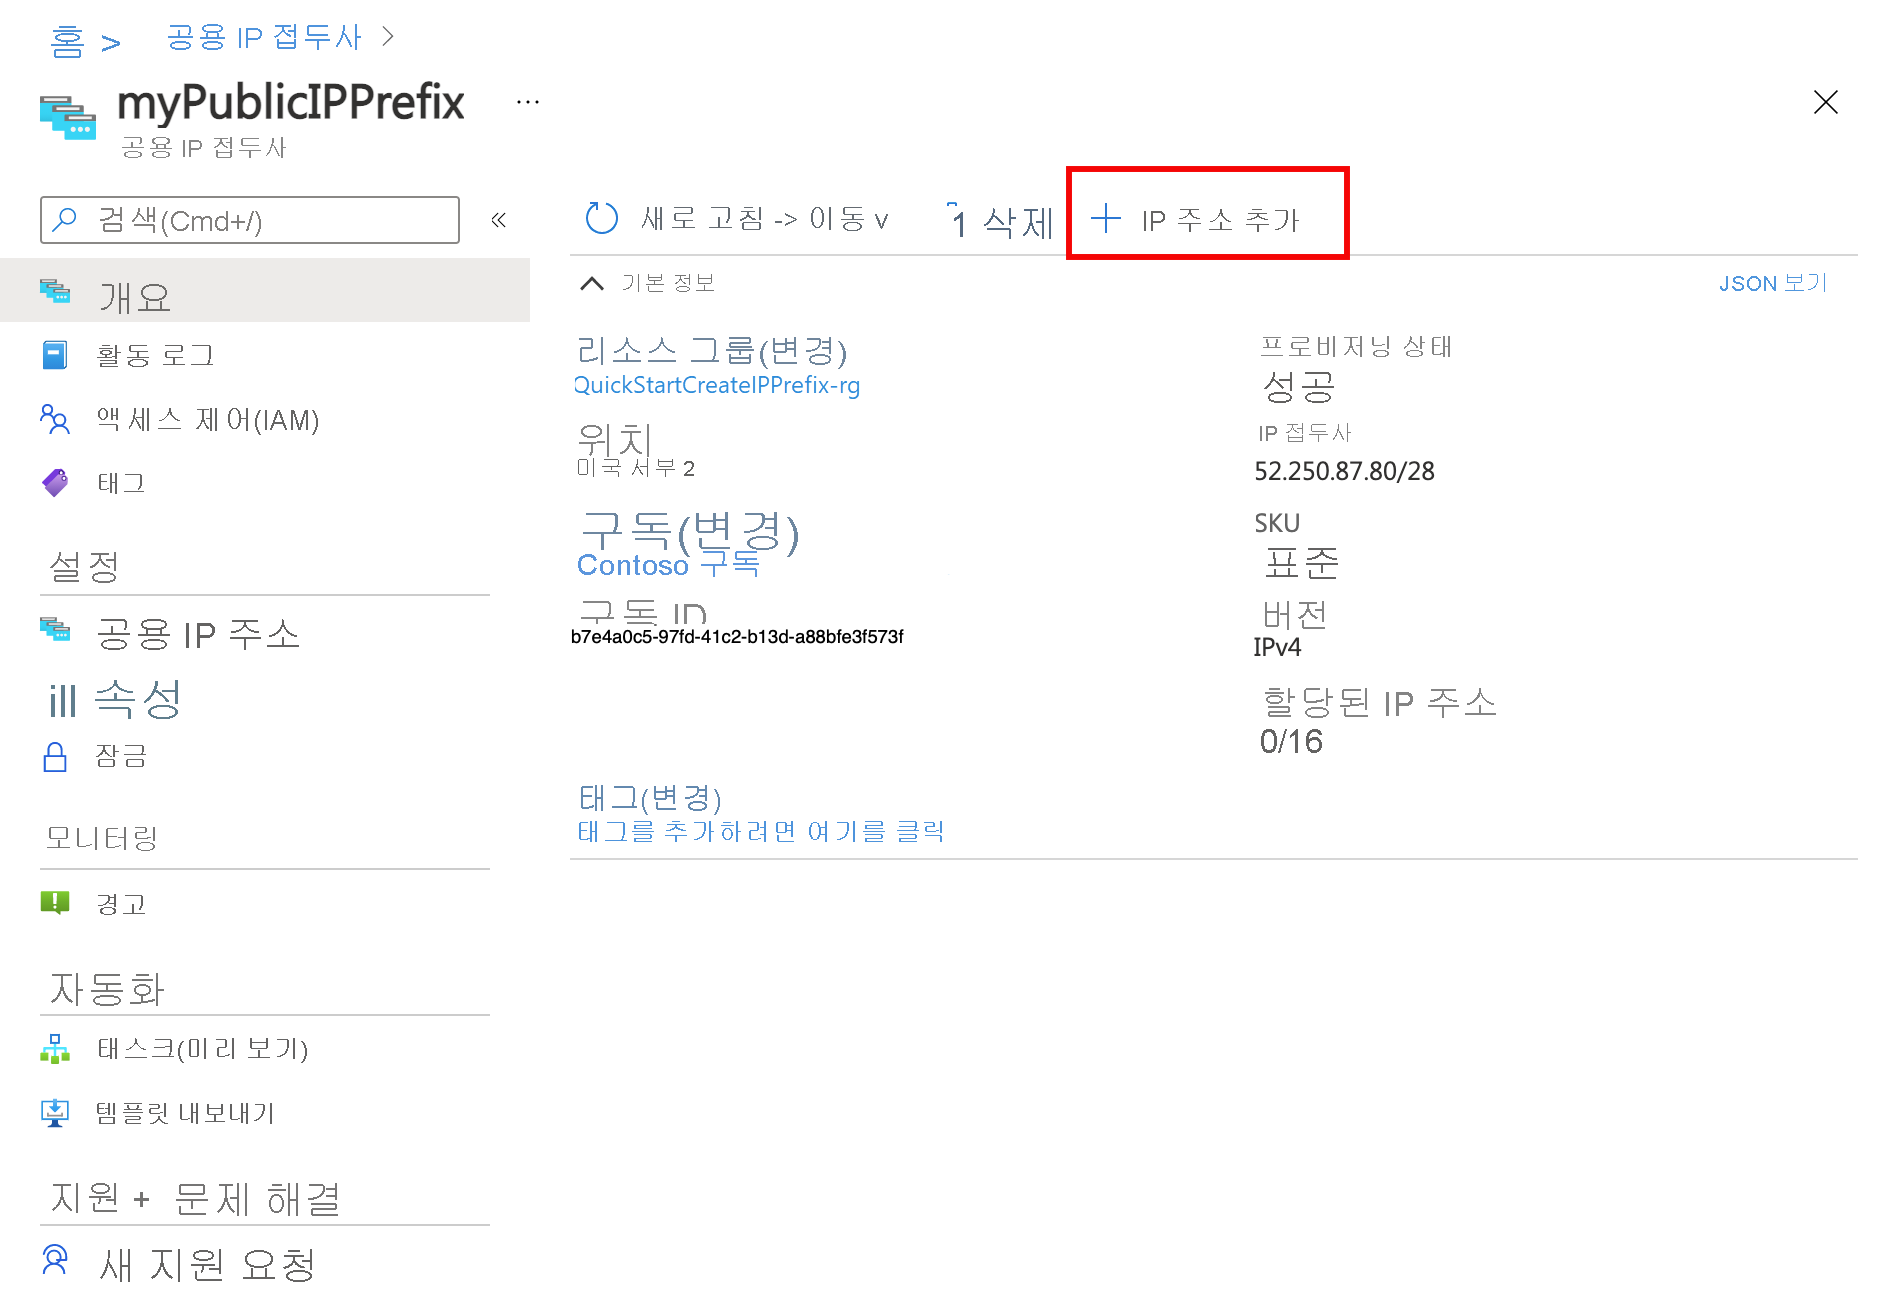 홈 > 공용 IP 접두사 >
myPublicIPPrefix ...
공용 IP 접두사
검색(Cmd+/) «
개요
활동 로그
액세스 제어(IAM)
태그
설정
공용 IP 주소
ill 속성
잠금
모니터링
경고
자동화
태스크(미리 보기)
템플릿 내보내기
지원 + 문제 해결
새 지원 요청
새로 고침 -> 이동 v 1 삭제 + IP 주소 추가
기본 정보
JSON 보기
리소스 그룹(변경)
QuickStartCreateIPPrefix-rg
위치
미국 서부 2
구독(변경)
Contoso 구독
구독 ID
b7e4a0c5-97fd-41c2-b13d-a88bfe3f573f
프로비저닝 상태
성공
IP 접두사
52.250.87.80/28
SKU
표준
버전
IPv4
할당된 IP 주소
0/16
태그(변경)
태그를 추가하려면 여기를 클릭